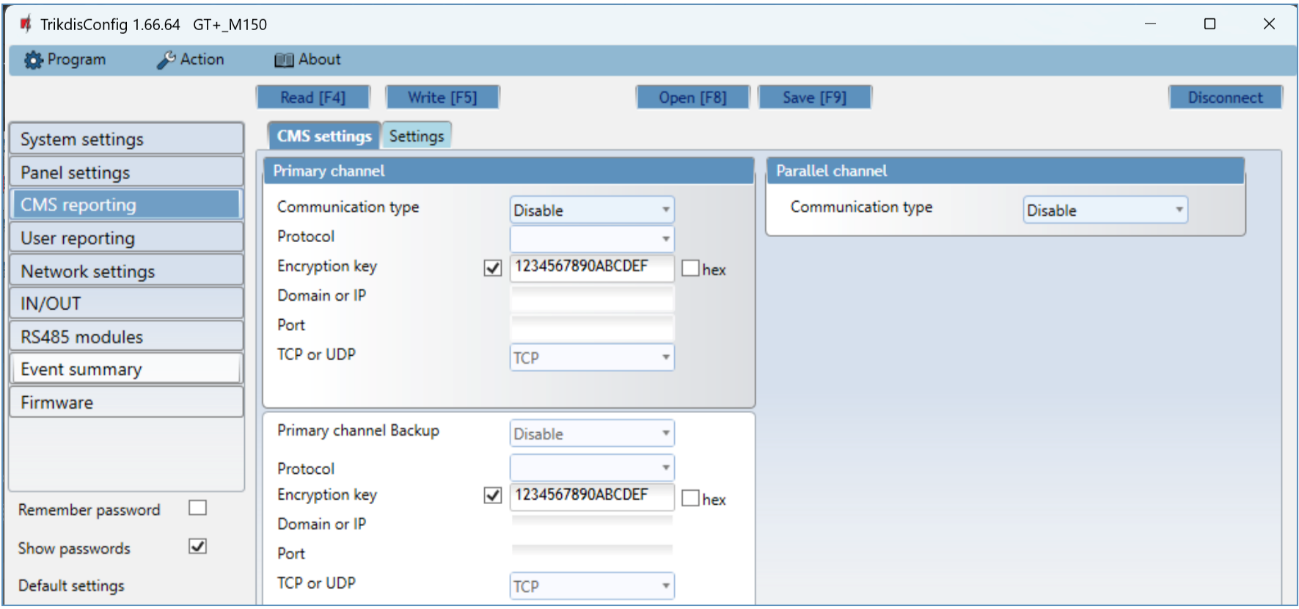 TrikdisConfig 1.66.64 GT+_M150
Program Action About
Read [F4] Write [F5] Open [F8] Save [F9] Disconnect
System settings
Panel settings
CMS reporting
User reporting
Network settings
IN/OUT
RS485 modules
Event summary
Firmware
Remember password
Show passwords
Default settings
CMS settings Settings
Primary channel
Communication type Disable
Protocol
Encryption key 1234567890ABCDEF hex
Domain or IP
Port
TCP or UDP TCP
Primary channel Backup Disable
Protocol
Encryption key 1234567890ABCDEF hex
Domain or IP
Port
TCP or UDP TCP
Parallel channel
Communication type Disable